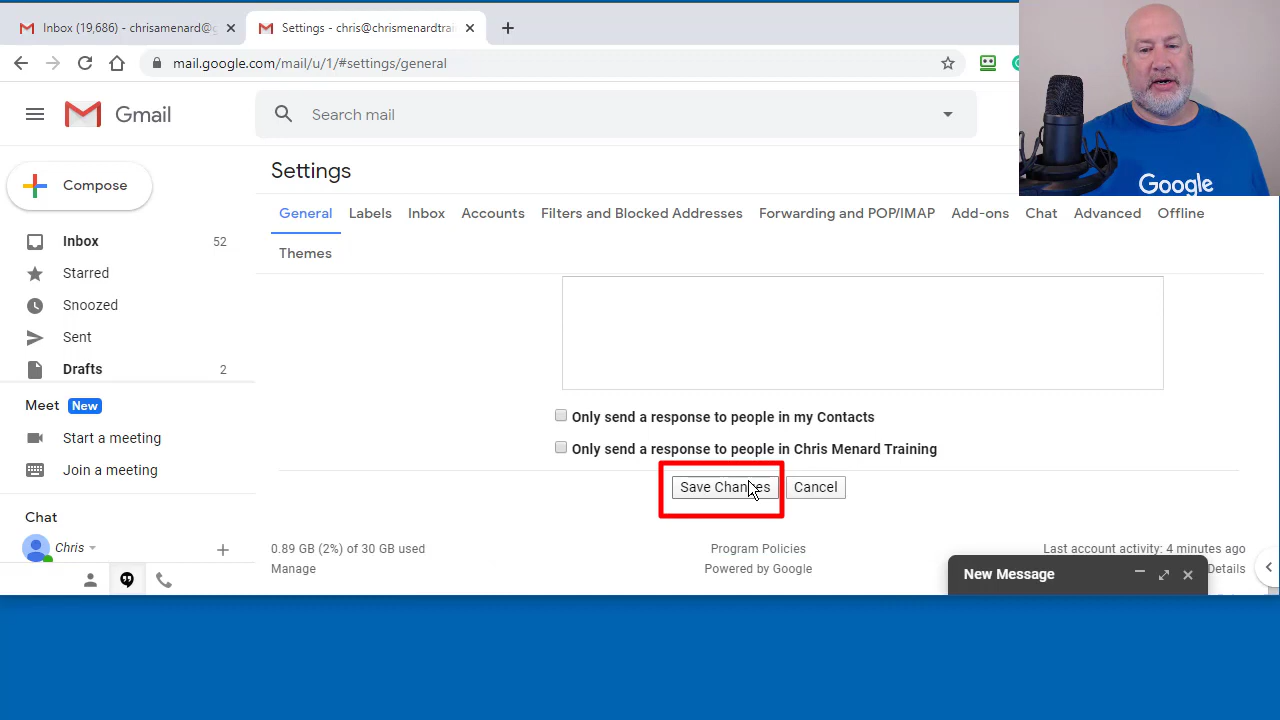 Inbox (19,686) - chrisamenard@g
Settings - chris@chrismenardtrai
mail.google.com/mail/u/1/#settings/general
Gmail
Search mail
Google
Compose
Inbox 52
Starred
Snoozed
Sent
Drafts 2
Meet New
Start a meeting
Join a meeting
Chat
Chris
Settings
General Labels Inbox Accounts Filters and Blocked Addresses Forwarding and POP/IMAP Add-ons Chat Advanced Offline
Themes
Only send a response to people in my Contacts
Only send a response to people in Chris Menard Training
Save Changes Cancel
0.89 GB (2%) of 30 GB used
Manage
Program Policies
Powered by Google
Last account activity: 4 minutes ago
Details
New Message